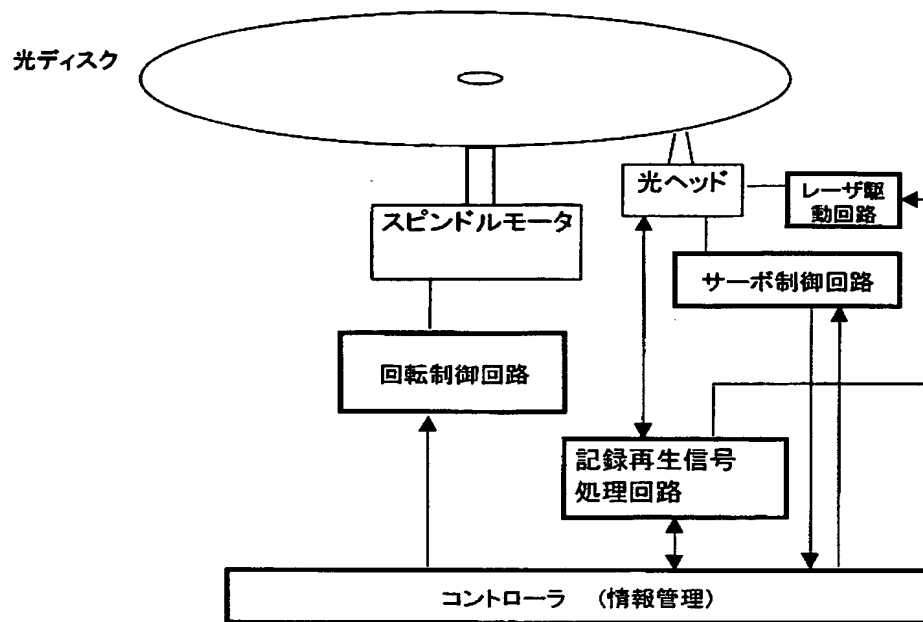 光ディスク
光ヘッド
レーザ駆
動回路
スピンドルモータ
サーボ制御回路
回転制御回路
記録再生信号
処理回路
コントローラ (情報管理)